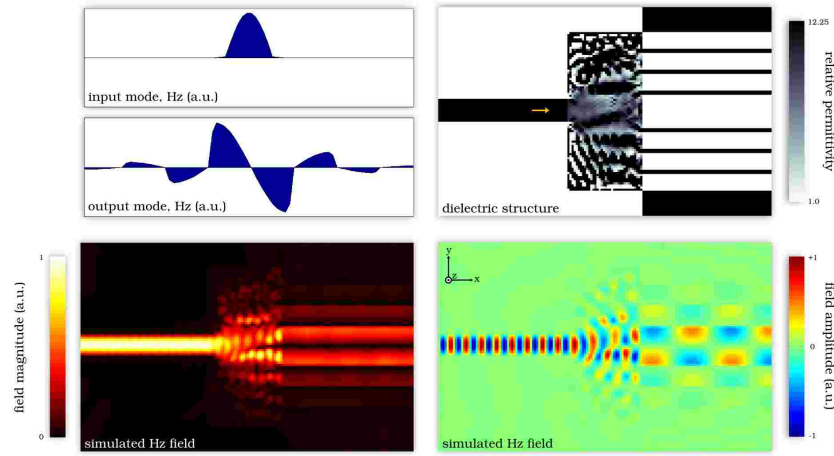 input mode, Hz (a.u.)
output mode, Hz (a.u.)
dielectric structure
12.25
relative permittivity
1.0
1
field magnitude (a.u.)
0
simulated Hz field
y
z
x
simulated Hz field
+1
field amplitude (a.u.)
0
-1